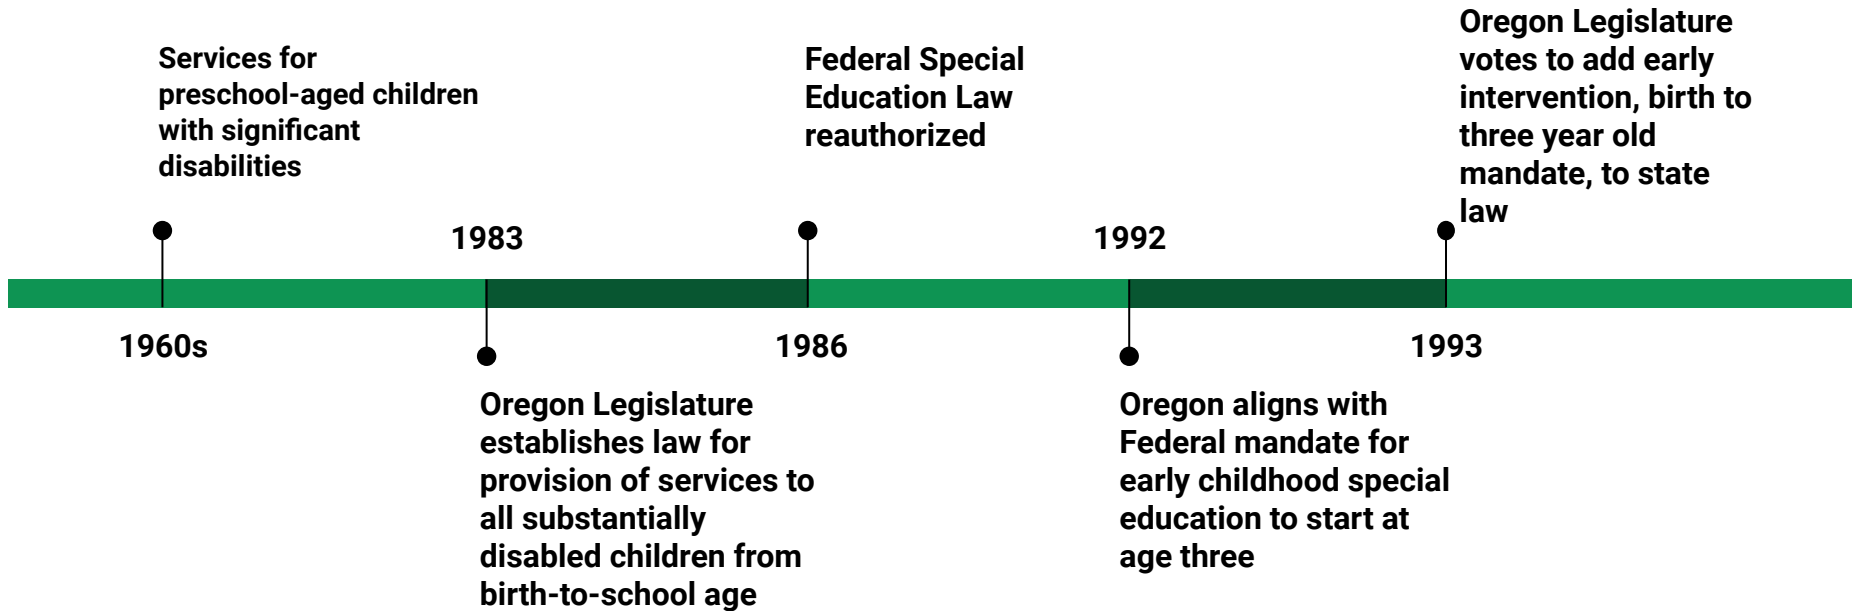 Services for
preschool-aged children
with significant
disabilities
1960s
1983
Oregon Legislature
establishes law for
provision of services to
all substantially
disabled children from
birth-to-school age
Federal Special
Education Law
reauthorized
1986
1992
Oregon aligns with
Federal mandate for
early childhood special
education to start at
age three
Oregon Legislature
votes to add early
intervention, birth to
three year old
mandate, to state
law
1993